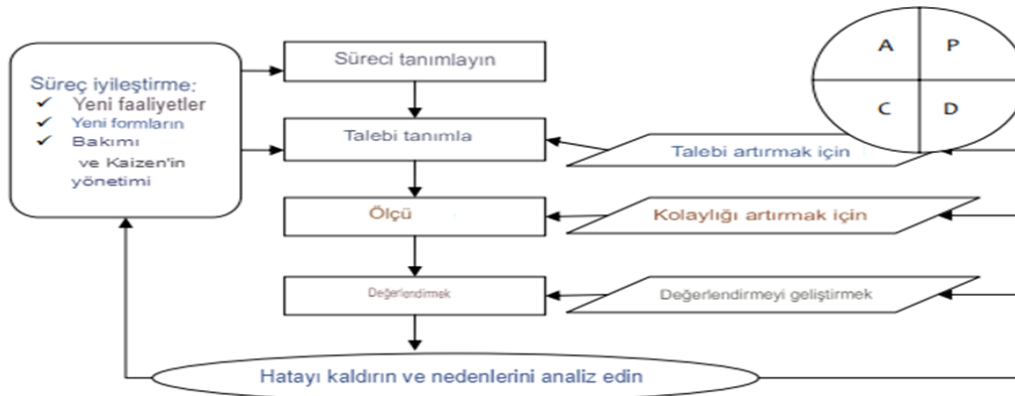 Süreç iyileştirme:
✓ Yeni faaliyetler
✓ Yeni formların
✓ Bakımı
ve Kaizen'in
yönetimi
Süreci tanımlayın
Talebi tanımla
Ölçü
Değerlendirmek
A P
C D
Talebi artırmak için
Kolaylığı artırmak için
Değerlendirmeyi geliştirmek
Hatayı kaldırın ve nedenlerini analiz edin